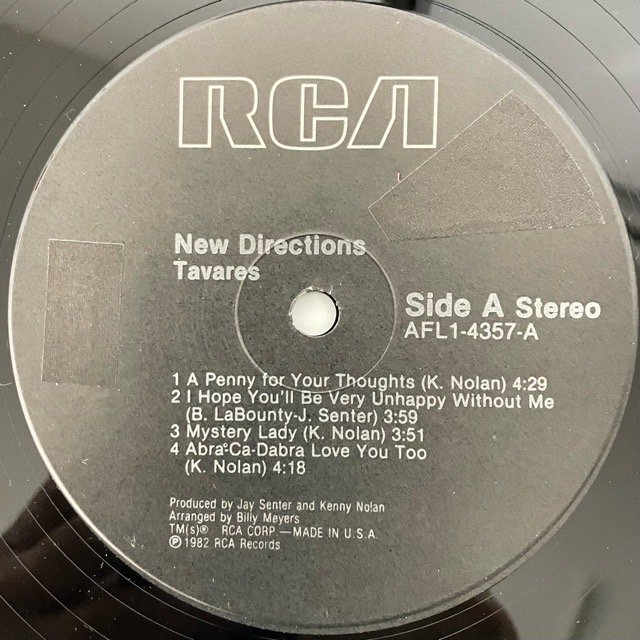 RCA
New Directions
Tavares
Side A Stereo
AFL1-4357-A
1 A Penny for Your Thoughts (K. Nolan) 4:29
2 I Hope You'll Be Very Unhappy Without Me
(B. LaBounty-J. Senter) 3:59
3 Mystery Lady (K. Nolan) 3:51
4 Abra-Ca-Dabra Love You Too
(K. Nolan) 4:18
Produced by Jay Senter and Kenny Nolan
Arranged by Billy Meyers
TM(s)® RCA CORP.—MADE IN U.S.A.
℗1982 RCA Records